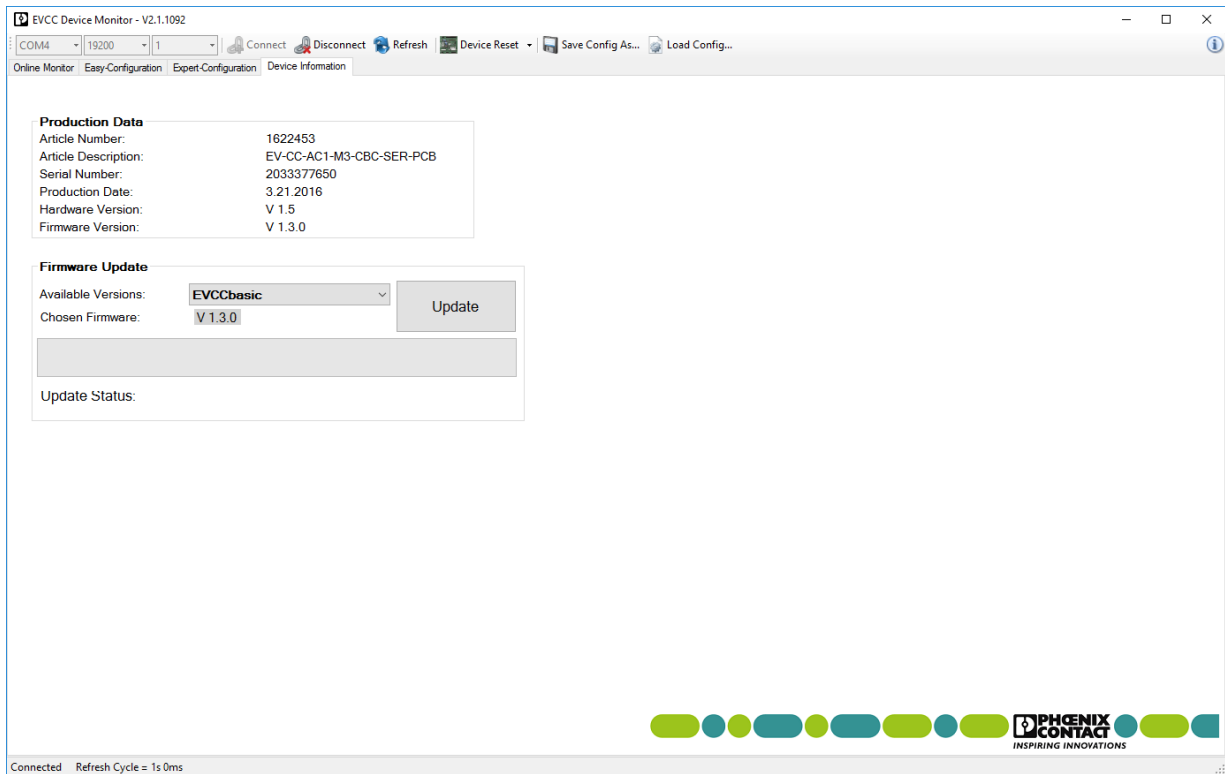 EVCC Device Monitor - V2.1.1092
COM4 19200 1 Connect Disconnect Refresh Device Reset Save Config As... Load Config...
Online Monitor Easy-Configuration Expert-Configuration Device Information
Production Data
Article Number: 1622453
Article Description: EV-CC-AC1-M3-CBC-SER-PCB
Serial Number: 2033377650
Production Date: 3.21.2016
Hardware Version: V 1.5
Firmware Version: V 1.3.0
Firmware Update
Available Versions: EVCCbasic
Update
Chosen Firmware: V 1.3.0
Update Status:
PHŒNIX
CONTACT
INSPIRING INNOVATIONS
Connected Refresh Cycle = 1s 0ms